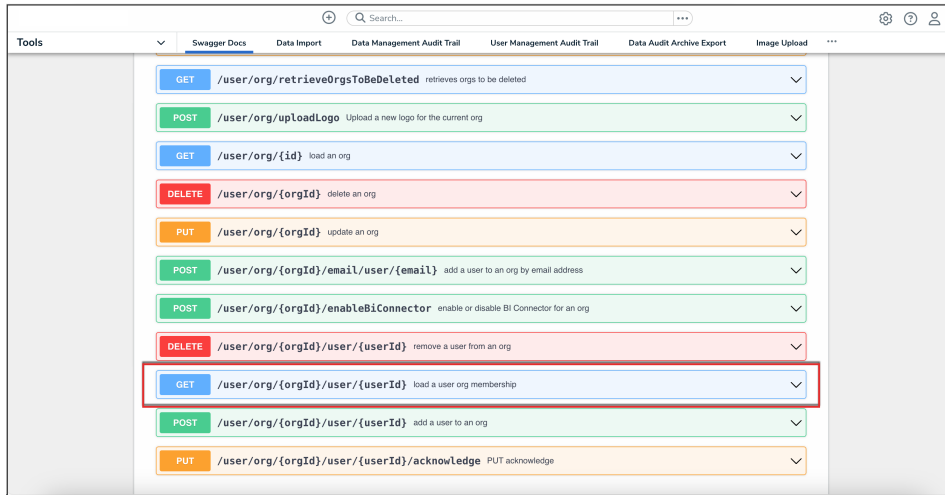 Search...
Tools Swagger Docs Data Import Data Management Audit Trail User Management Audit Trail Data Audit Archive Export Image Upload
GET /user/org/retrieveOrgsToBeDeleted retrieves orgs to be deleted
POST /user/org/uploadLogo Upload a new logo for the current org
GET /user/org/{id} load an org
DELETE /user/org/{orgId} delete an org
PUT /user/org/{orgId} update an org
POST /user/org/{orgId}/email/user/{email} add a user to an org by email address
POST /user/org/{orgId}/enableBiConnector enable or disable BI Connector for an org
DELETE /user/org/{orgId}/user/{userId} remove a user from an org
GET /user/org/{orgId}/user/{userId} load a user org membership
POST /user/org/{orgId}/user/{userId} add a user to an org
PUT /user/org/{orgId}/user/{userId}/acknowledge PUT acknowledge